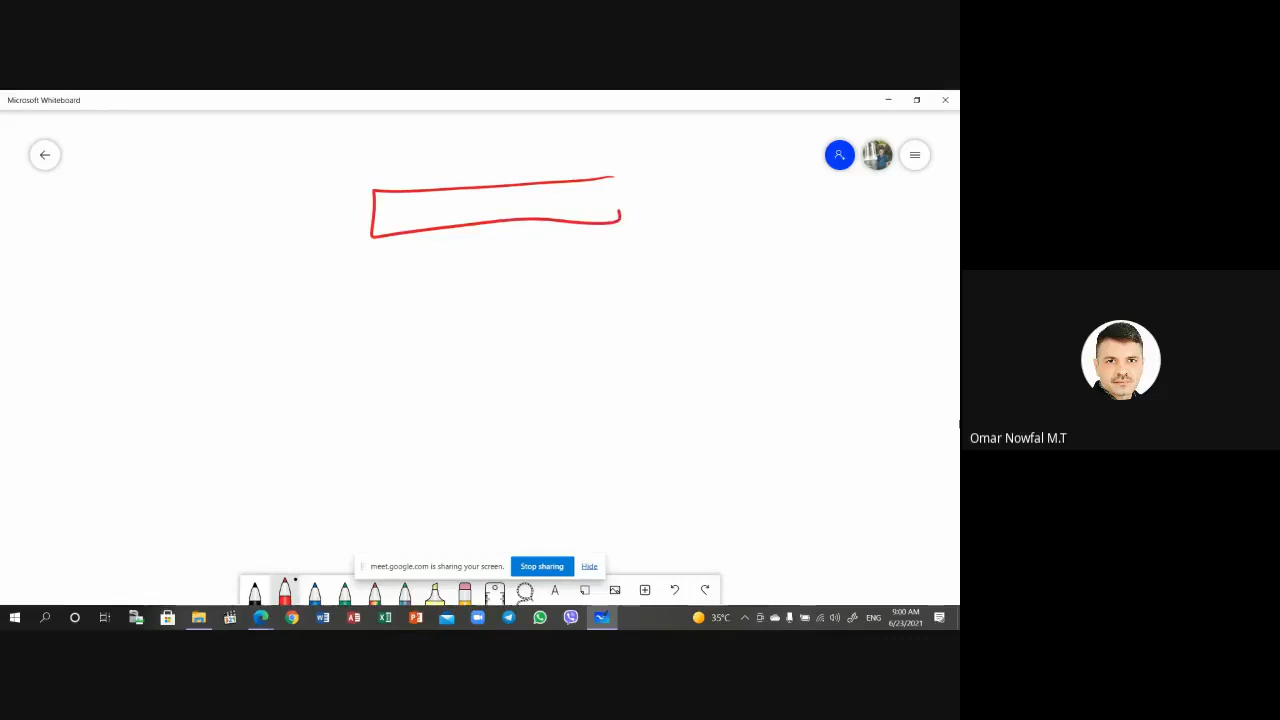 Microsoft Whiteboard
Omar Nowfal M.T
meet.google.com is sharing your screen.
Stop sharing
Hide
35°C
ENG
9:00 AM
6/23/2021